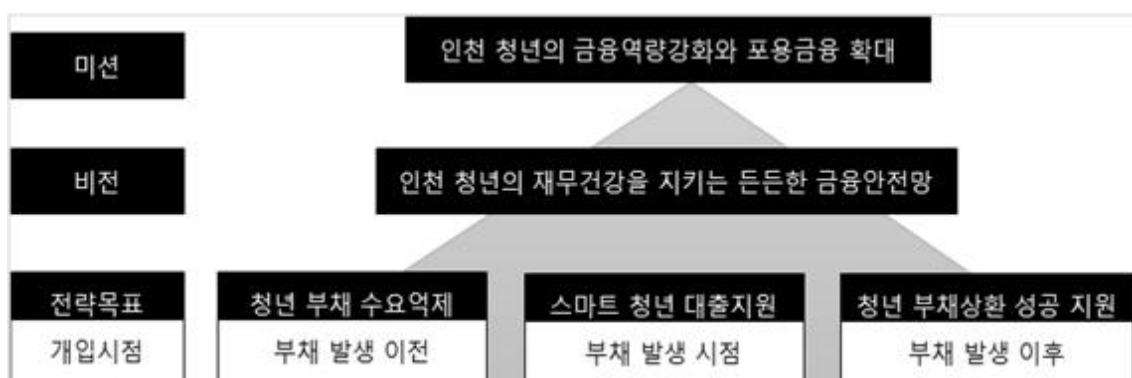 미션
인천 청년의 금융역량강화와 포용금융 확대
비전
인천 청년의 재무건강을 지키는 든든한 금융안전망
전략목표
청년 부채 수요억제
스마트 청년 대출지원
청년 부채상환 성공 지원
개입시점
부채 발생 이전
부채 발생 시점
부채 발생 이후